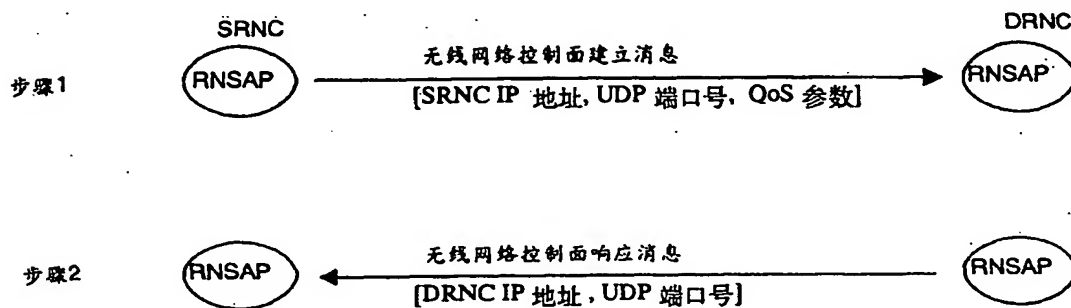 SRNC
DRNC
步骤1
RNSAP
无线网络控制面建立消息
RNSAP
[SRNC IP 地址, UDP 端口号, QoS 参数]
步骤2
RNSAP
无线网络控制面响应消息
RNSAP
[DRNC IP 地址, UDP 端口号]